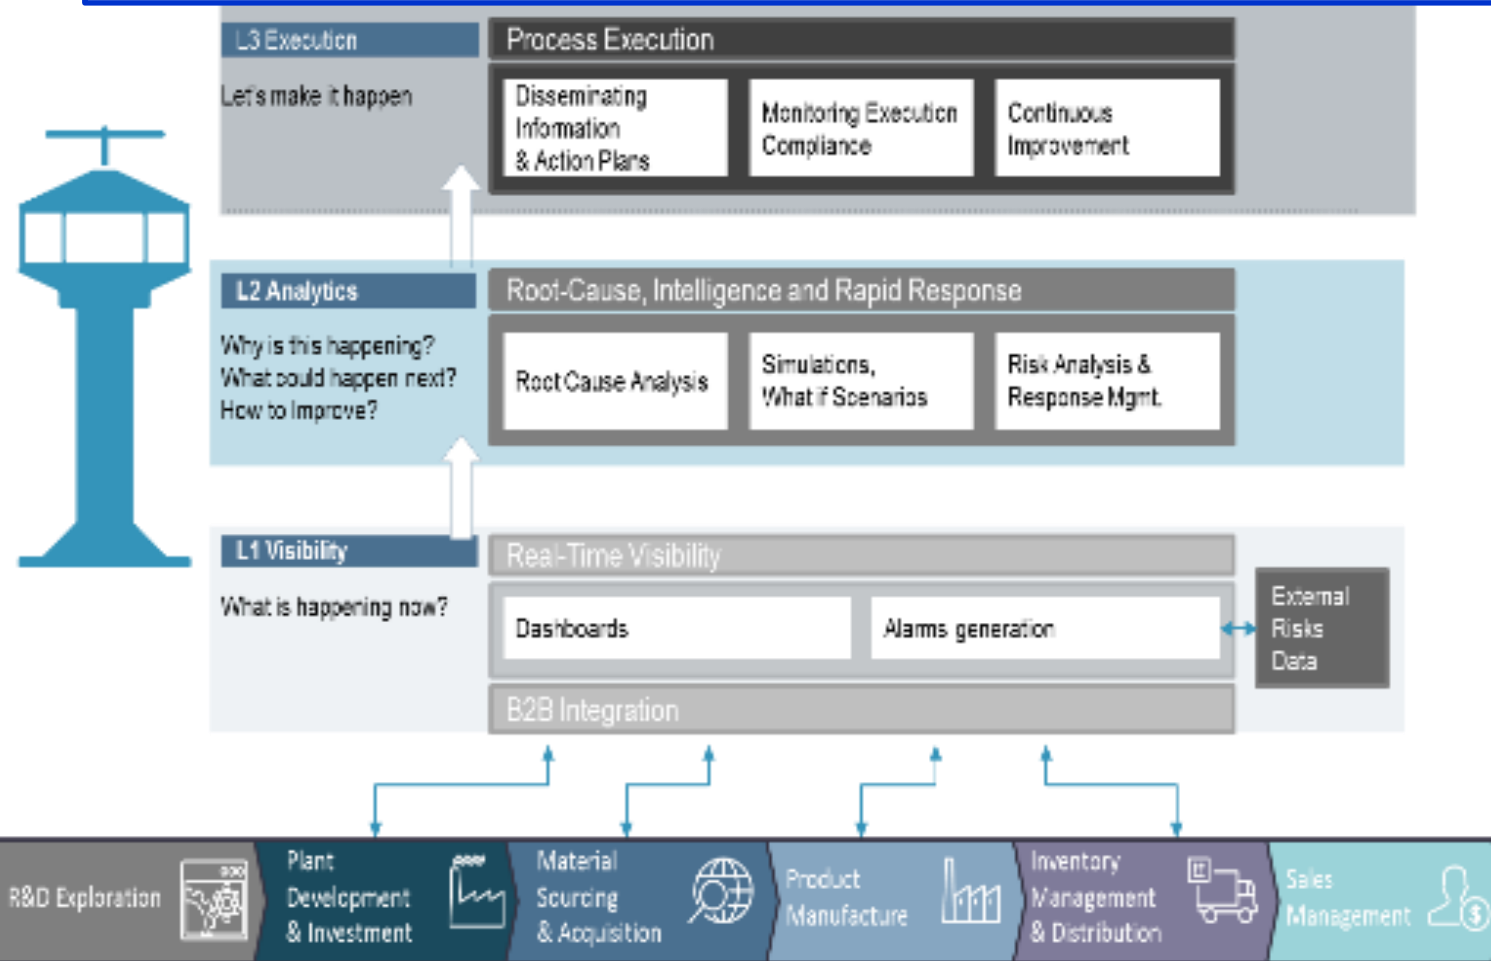 L3 Execution
Process Execution
Let's make it happen
Disseminating
Information
& Action Plans
Monitoring Execution
Compliance
Continuous
Improvement
L2 Analytics
Root-Cause, Intelligence and Rapid Response
Why is this happening?
What could happen next?
How to Improve?
Root Cause Analysis
Simulations,
What if Scenarios
Risk Analysis &
Response Mgmt.
L1 Visibility
Real-Time Visibility
What is happening now?
Dashboards
Alarms generation
External
Risks
Data
B2B Integration
R&D Exploration
Plant
Development
& Investment
Material
Sourcing
& Acquisition
Product
Manufacture
Inventory
Management
& Distribution
Sales
Management
$